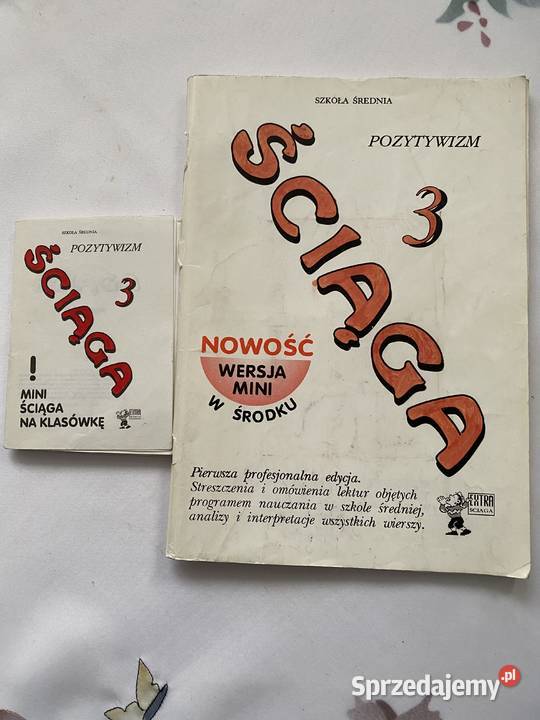 SZKOŁA ŚREDNIA
POZYTYWIZM
ŚCIĄGA
3
!
MINI
ŚCIĄGA
NA KLASÓWKĘ
EXTRA
SZKOŁA ŚREDNIA
POZYTYWIZM
ŚCIĄGA
3
NOWOŚĆ
WERSJA
MINI
W ŚRODKU
Pierwsza profesjonalna edycja.
Streszczenia i omówienia lektur objętych
programem nauczania w szkole średniej,
analizy i interpretacje wszystkich wierszy.
EXTRA
ŚCIĄGA
Sprzedajemy.pl